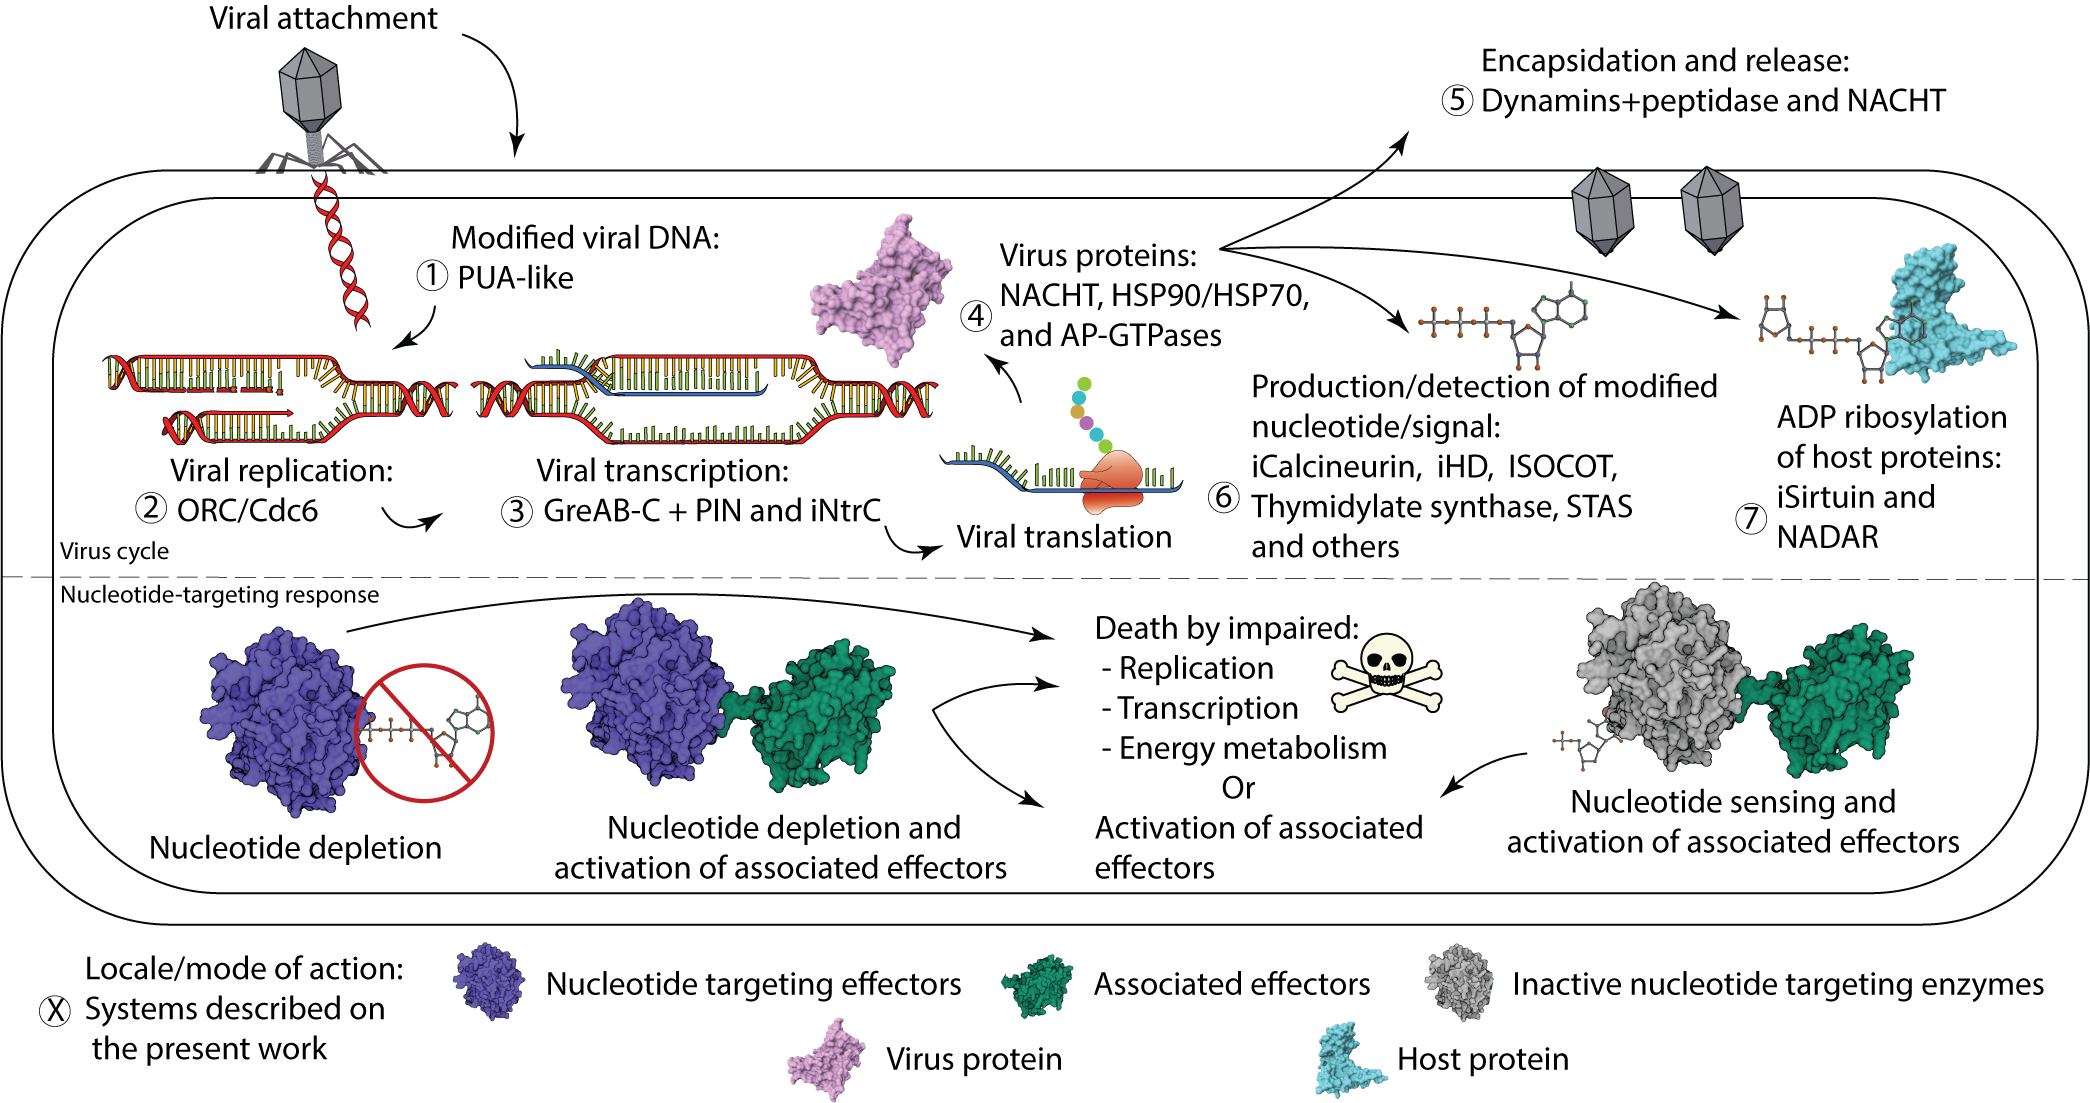 Viral attachment
Encapsidation and release:
5 Dynamins+peptidase and NACHT
Modified viral DNA:
1 PUA-like
Virus proteins:
NACHT, HSP90/HSP70,
4
and AP-GTPases
Production/detection of modified
nucleotide/signal:
iCalcineurin, iHD, ISOCOT,
6
Thymidylate synthase, STAS
and others
ADP ribosylation
of host proteins:
iSirtuin and
7
NADAR
Viral replication:
2 ORC/Cdc6
Viral transcription:
3 GreAB-C + PIN and iNtrC
Viral translation
Virus cycle
Nucleotide-targeting response
Nucleotide depletion
Nucleotide depletion and
activation of associated effectors
Death by impaired:
- Replication
- Transcription
- Energy metabolism
Or
Activation of associated
effectors
Nucleotide sensing and
activation of associated effectors
Locale/mode of action:
X Systems described on
the present work
Nucleotide targeting effectors
Associated effectors
Inactive nucleotide targeting enzymes
Virus protein
Host protein